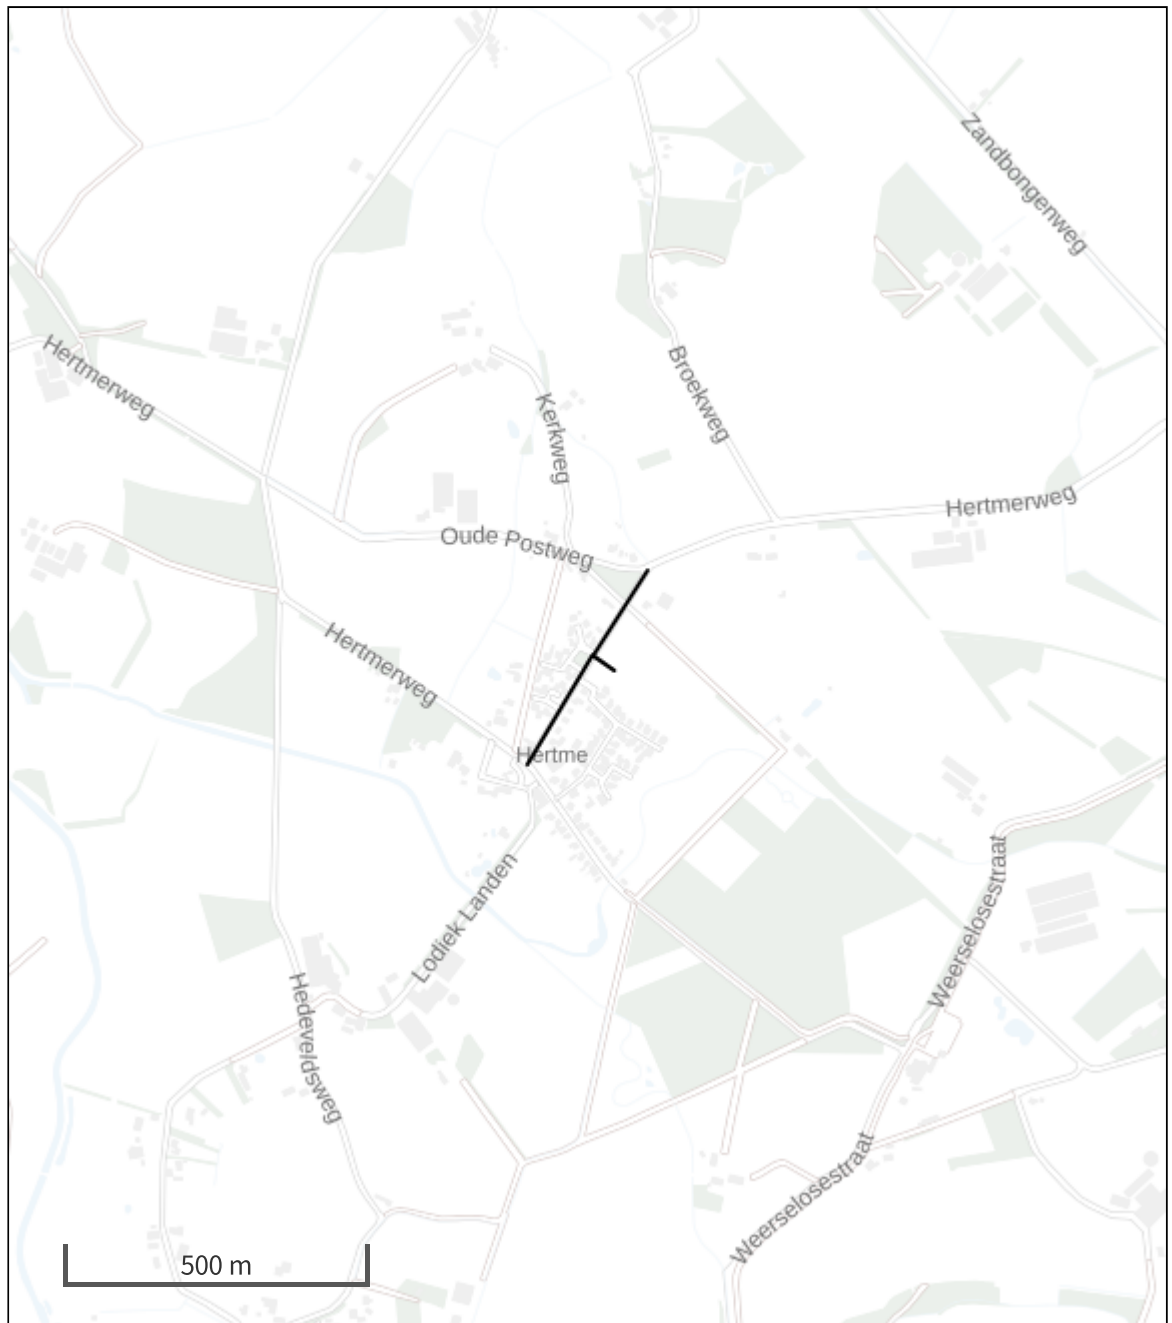 Zandbongenweg
Hertmerweg
Broekweg
Kerkweg
Hertmerweg
Oude Postweg
Hertmerweg
Hertme
Lodiek Landen
Weerselosestraat
Hedeveldsweg
Weerselosestraat
500 m